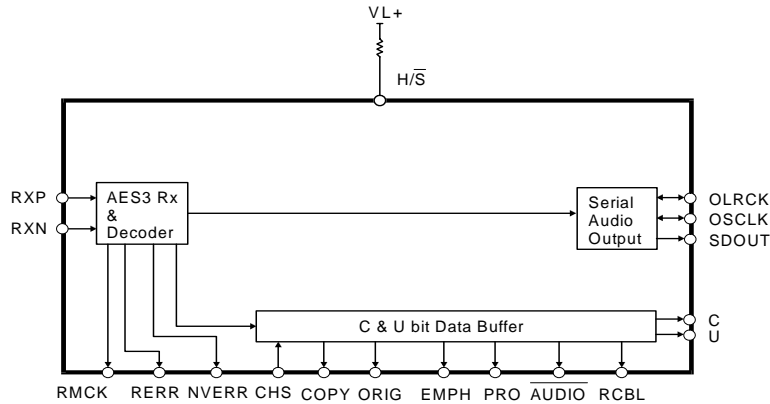 VL+
H/S̅
RXP
RXN
AES3 Rx
&
Decoder
Serial
Audio
Output
OLRCK
OSCLK
SDOUT
C & U bit Data Buffer
C
U
RMCK RERR NVERR CHS COPY ORIG EMPH PRO A̅U̅D̅I̅O̅ RCBL